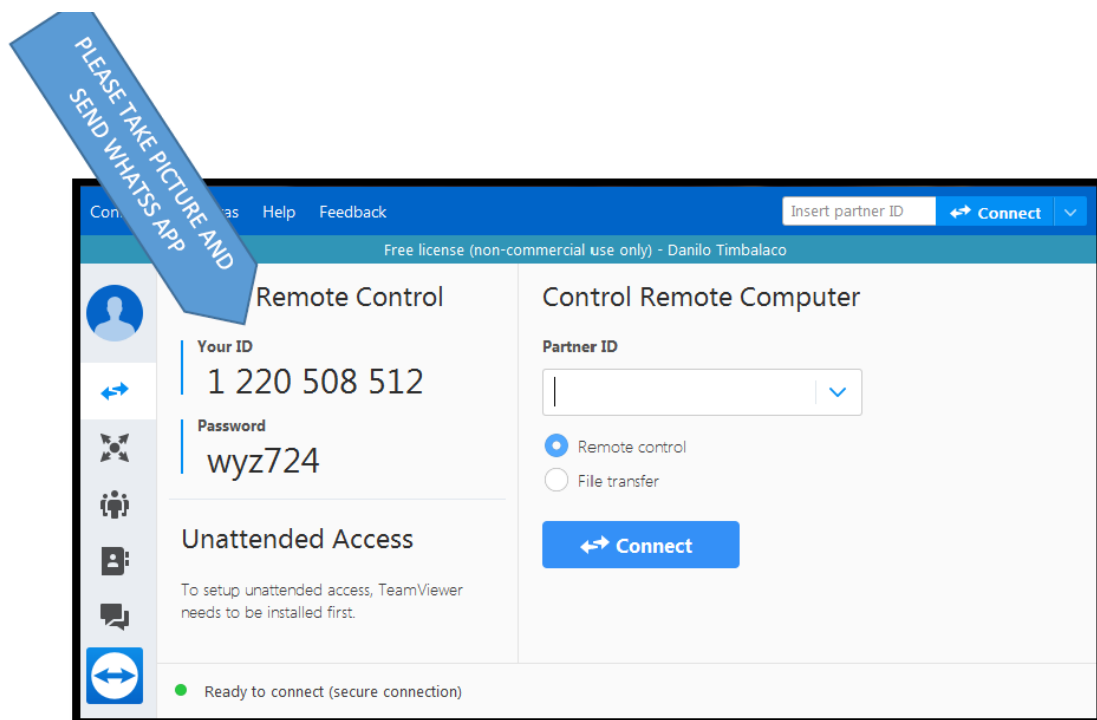 PLEASE TAKE PICTURE AND
SEND WHATSS APP
Con
as Help Feedback
Insert partner ID
Connect
Free license (non-commercial use only) - Danilo Timbalaco
Remote Control
Your ID
1 220 508 512
Password
wyz724
Unattended Access
To setup unattended access, TeamViewer
needs to be installed first.
Control Remote Computer
Partner ID
Remote control
File transfer
Connect
Ready to connect (secure connection)